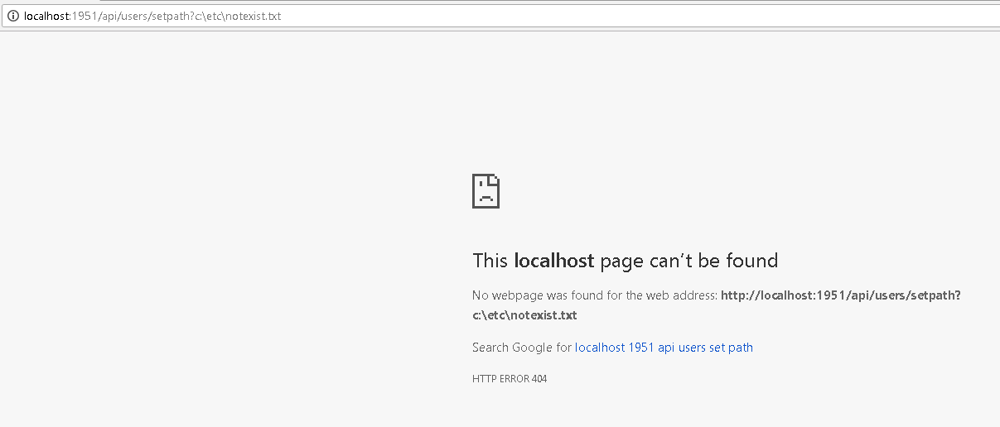 localhost:1951/api/users/setpath?c:\etc\notexist.txt
This localhost page can’t be found
No webpage was found for the web address: http://localhost:1951/api/users/setpath?
c:\etc\notexist.txt
Search Google for localhost 1951 api users set path
HTTP ERROR 404